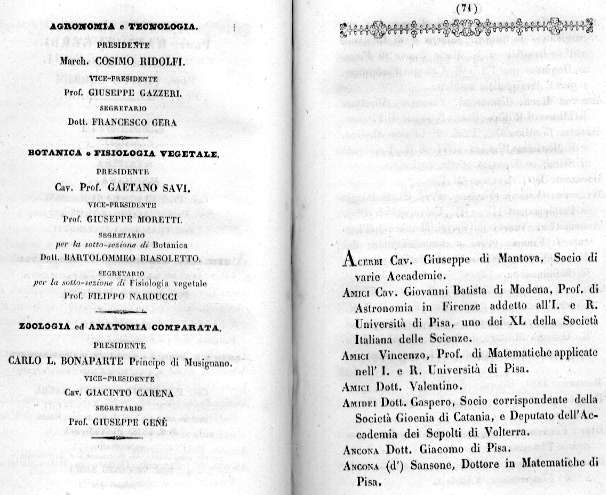 AGRONOMIA e TECNOLOGIA.
PRESIDENTE
March. COSIMO RIDOLFI.
VICE-PRESIDENTE
Prof. GIUSEPPE GAZZERI.
SEGRETARIO
Dott. FRANCESCO GERA
BOTANICA e FISIOLOGIA VEGETALE.
PRESIDENTE
Cav. Prof. GAETANO SAVI.
VICE-PRESIDENTE
Prof. GIUSEPPE MORETTI.
SEGRETARIO
per la sotto-sezione di Botanica
Dott. BARTOLOMMEO BIASOLETTO.
SEGRETARIO
per la sotto-sezione di Fisiologia vegetale
Prof. FILIPPO NARDUCCI
ZOOLOGIA ed ANATOMIA COMPARATA.
PRESIDENTE
CARLO L. BONAPARTE Principe di Musignano.
VICE-PRESIDENTE
Cav. GIACINTO CARENA
SEGRETARIO
Prof. GIUSEPPE GENÈ
(74)
ACERBI Cav. Giuseppe di Mantova, Socio di
varie Accademie.
AMICI Cav. Giovanni Batista di Modena, Prof. di
Astronomia in Firenze addetto all'I. e R.
Università di Pisa, uno dei XL della Società
Italiana delle Scienze.
AMICI Vincenzo, Prof. di Matematiche applicate
nell' I. e R. Università di Pisa.
AMICI Dott. Valentino.
AMIDEI Dott. Gaspero, Socio corrispondente della
Società Gioenia di Catania, e Deputato dell'Ac-
cademia dei Sepolti di Volterra.
ANCONA Dott. Giacomo di Pisa.
ANCONA (d') Sansone, Dottore in Matematiche di
Pisa.